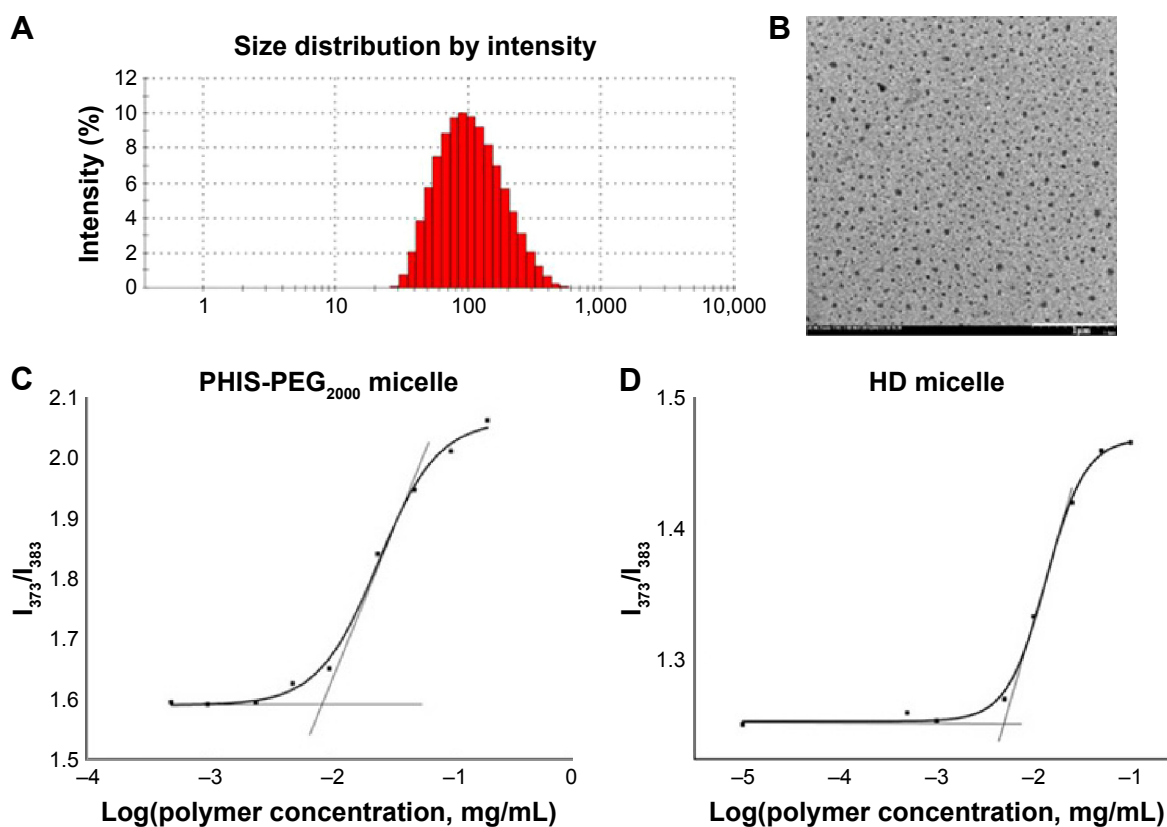 A
Size distribution by intensity
Intensity (%)
12
10
8
6
4
2
0
1
10
100
1,000
10,000
B
1µm
C
PHIS-PEG2000 micelle
I373/I383
2.1
2.0
1.9
1.8
1.7
1.6
1.5
–4
–3
–2
–1
0
Log(polymer concentration, mg/mL)
D
HD micelle
I373/I383
1.5
1.4
1.3
–5
–4
–3
–2
–1
Log(polymer concentration, mg/mL)